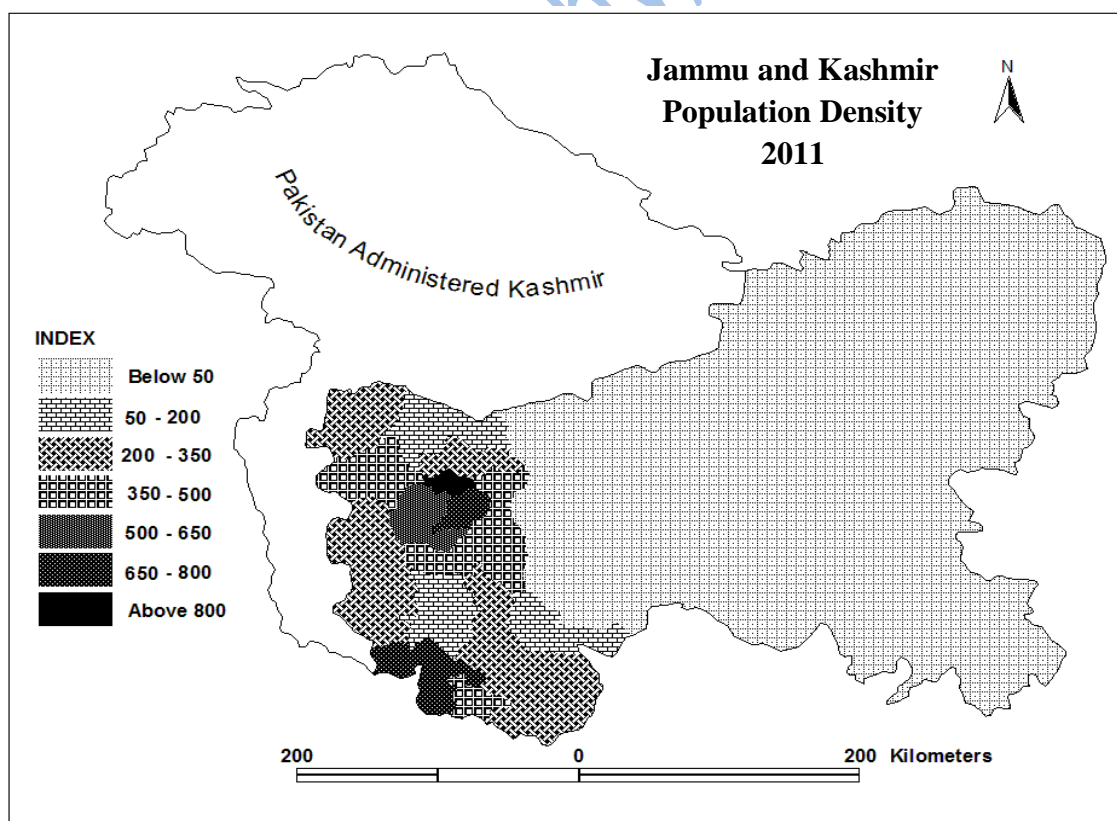 Jammu and Kashmir
Population Density
2011
N
Pakistan Administered Kashmir
INDEX
Below 50
50 - 200
200 - 350
350 - 500
500 - 650
650 - 800
Above 800
200 0 200 Kilometers